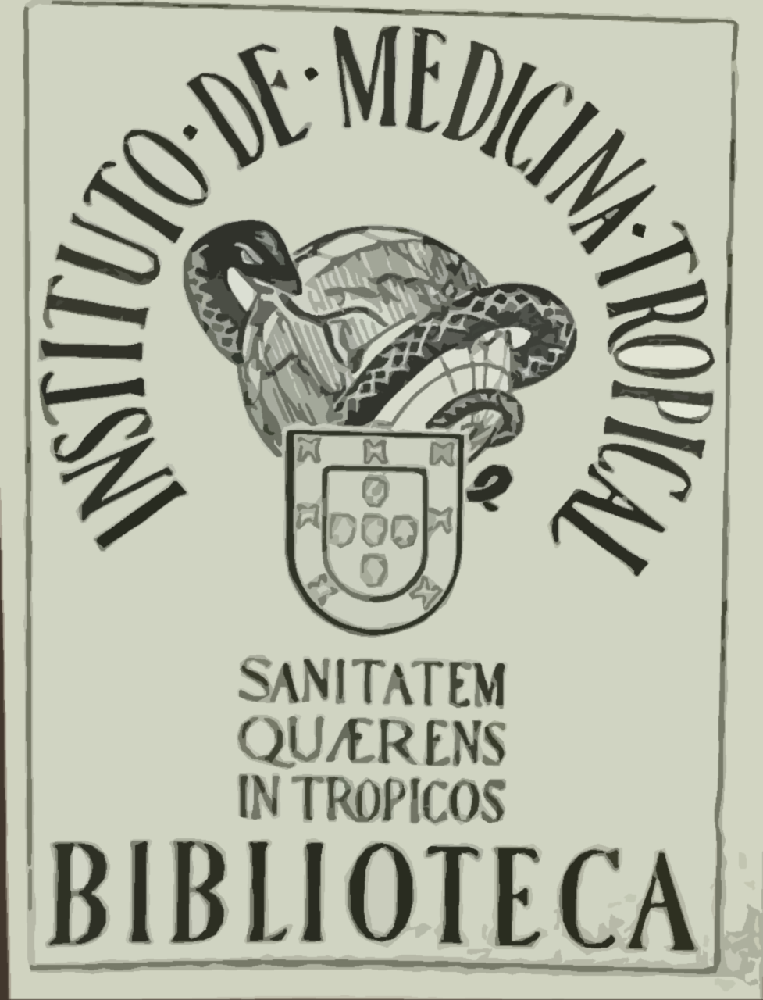 INSTITUTO·DE·MEDICINA·TROPICAL
SANITATEM
QUÆRENS
IN TROPICOS
BIBLIOTECA